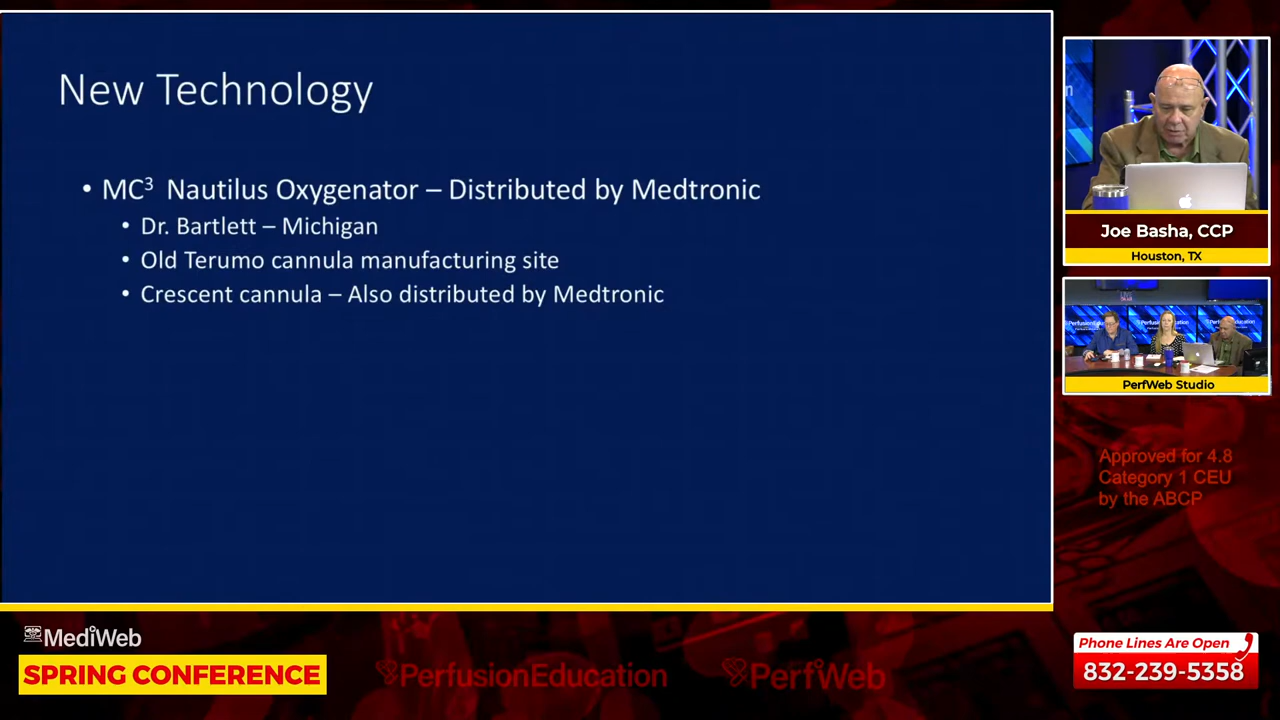 New Technology
• MC³ Nautilus Oxygenator – Distributed by Medtronic
• Dr. Bartlett – Michigan
• Old Terumo cannula manufacturing site
• Crescent cannula – Also distributed by Medtronic
Joe Basha, CCP
Houston, TX
PerfusionEducation
PerfWeb Studio
Approved for 4.8
Category 1 CEU
by the ABCP
MediWeb
SPRING CONFERENCE
PerfusionEducation
PerfWeb
Phone Lines Are Open
832-239-5358